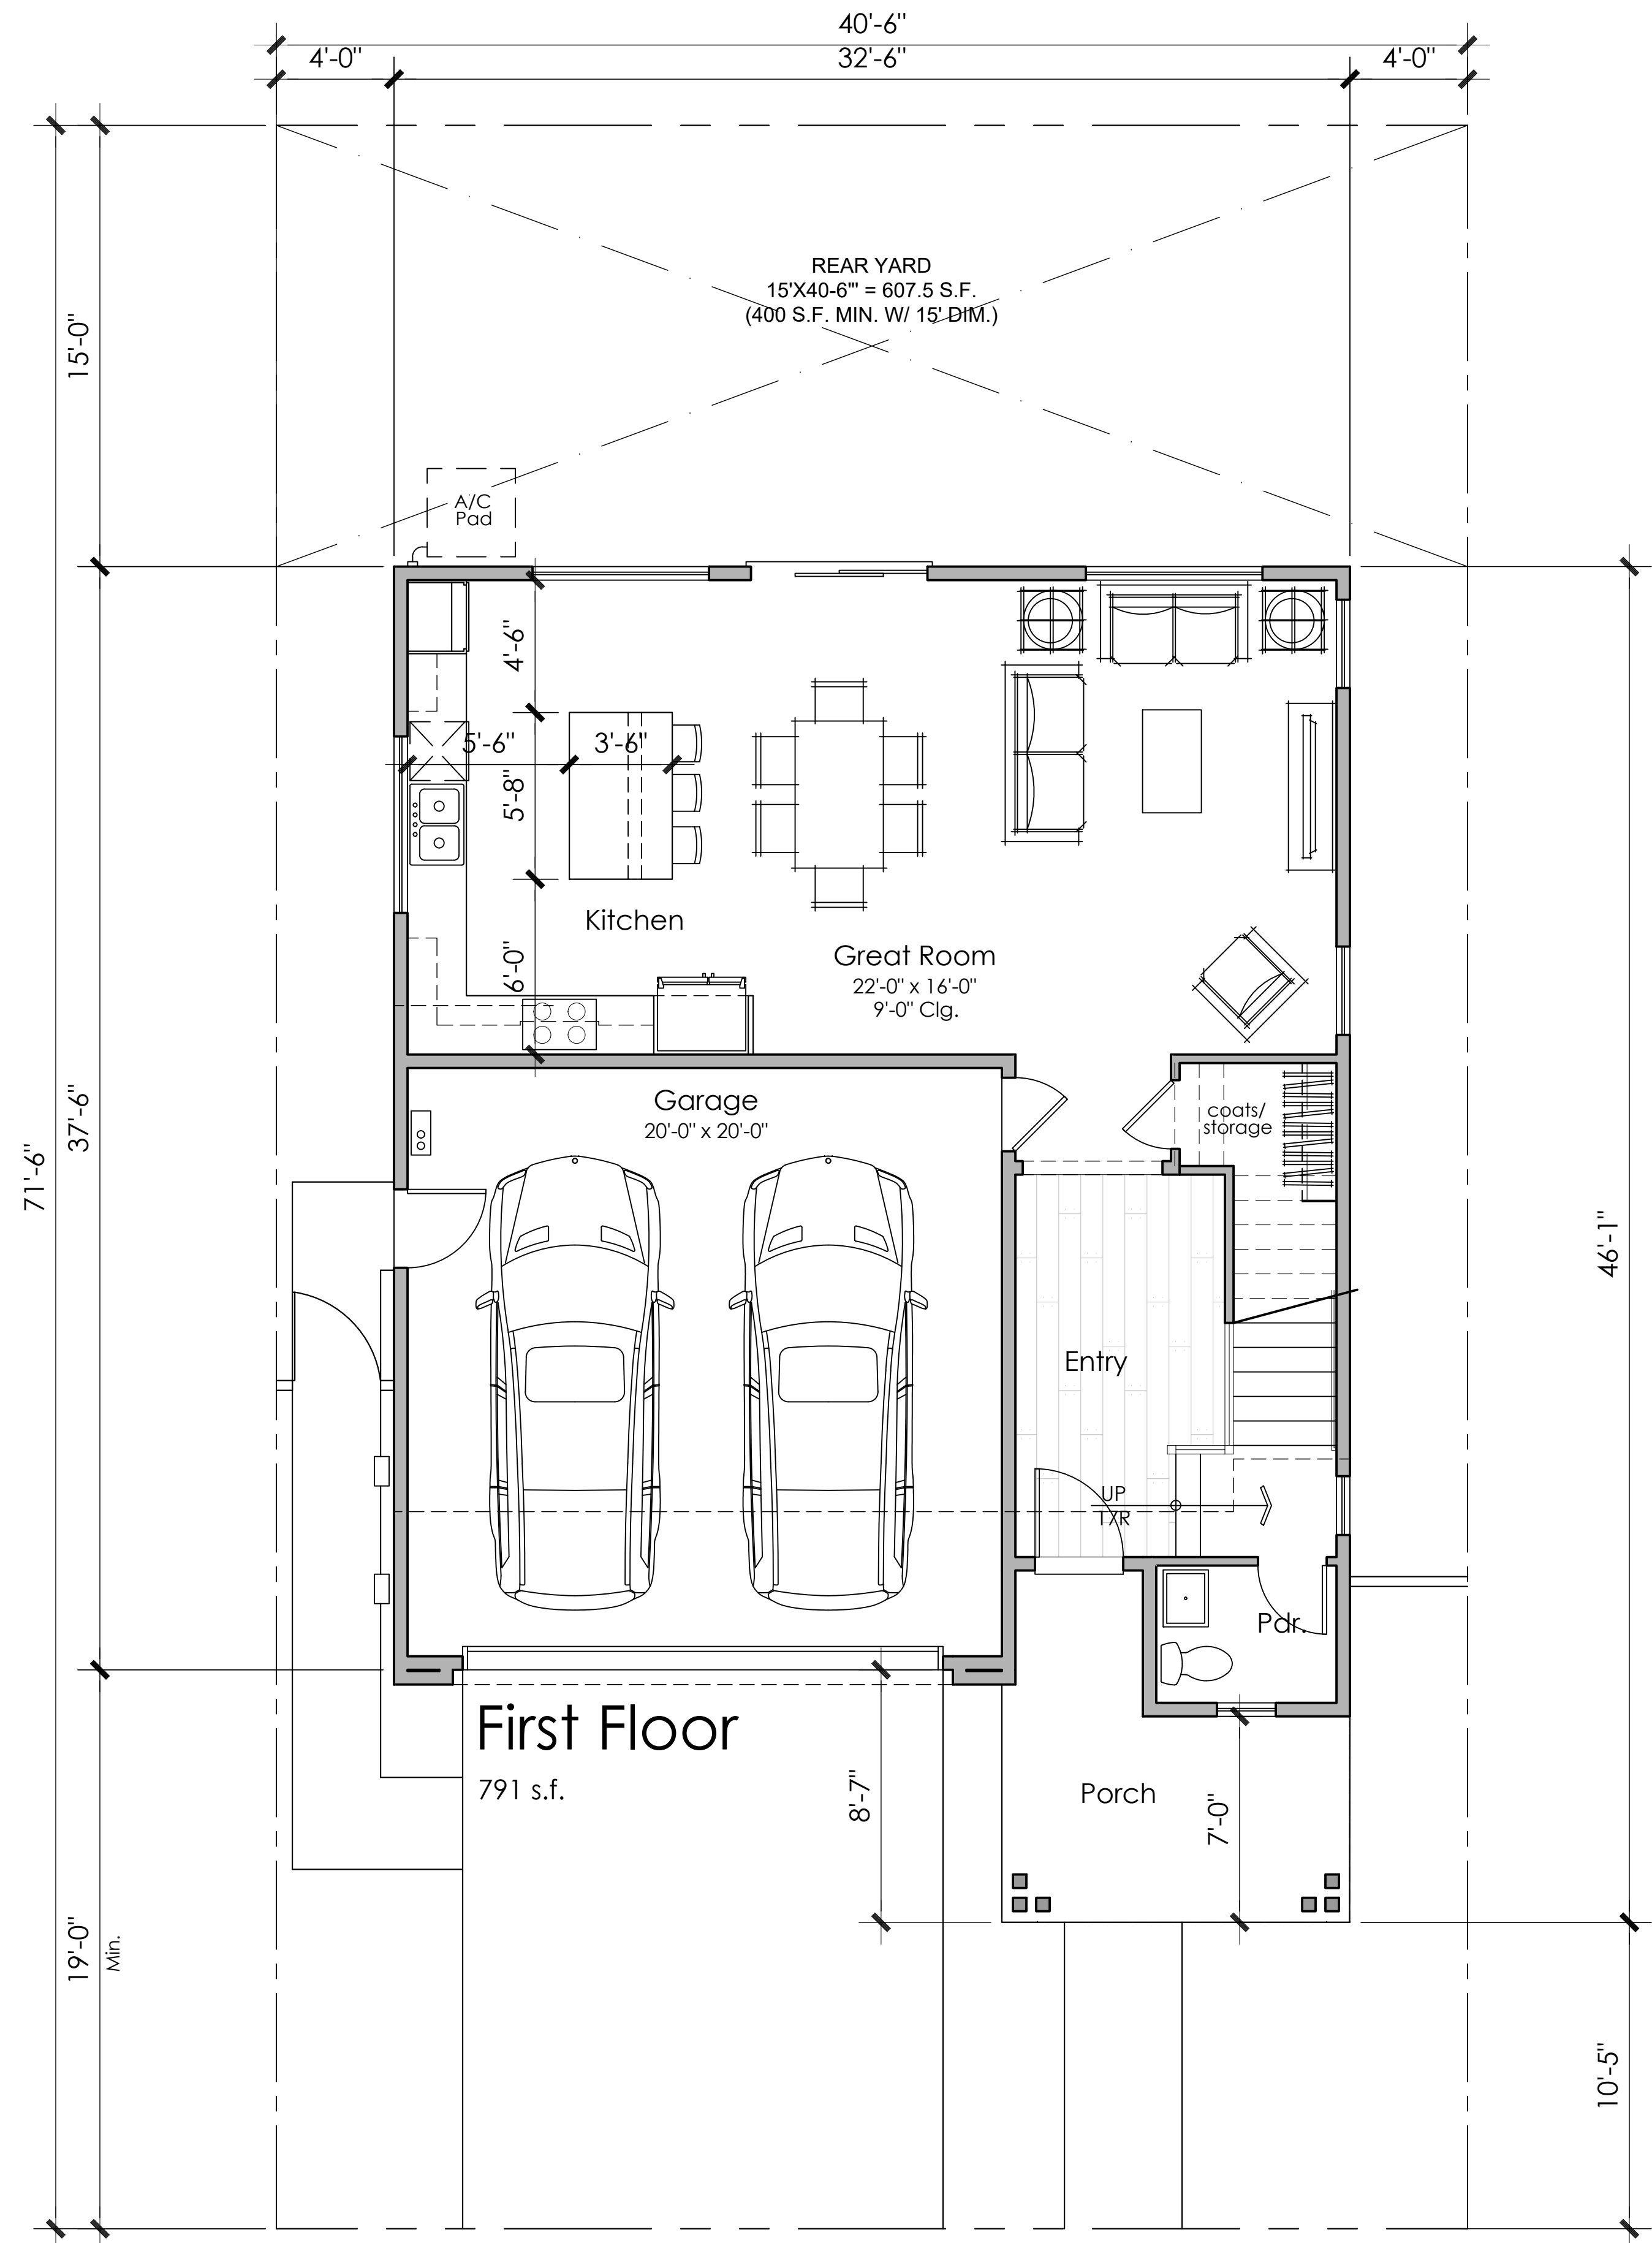 40'-6"
4'-0"
32'-6"
4'-0"
REAR YARD
15'X40-6"' = 607.5 S.F.
(400 S.F. MIN. W/ 15' DIM.)
15'-0"
A/C
Pad
4'-6"
5'-6"
3'-6"
5'-8"
Kitchen
6'-0"
Great Room
22'-0" x 16'-0"
9'-0" Clg.
Garage
20'-0" x 20'-0"
coats/
storage
37'-6"
71'-6"
46'-1"
Entry
UP
17R
Pdr.
First Floor
791 s.f.
8'-7"
Porch
7'-0"
19'-0"
Min.
10'-5"